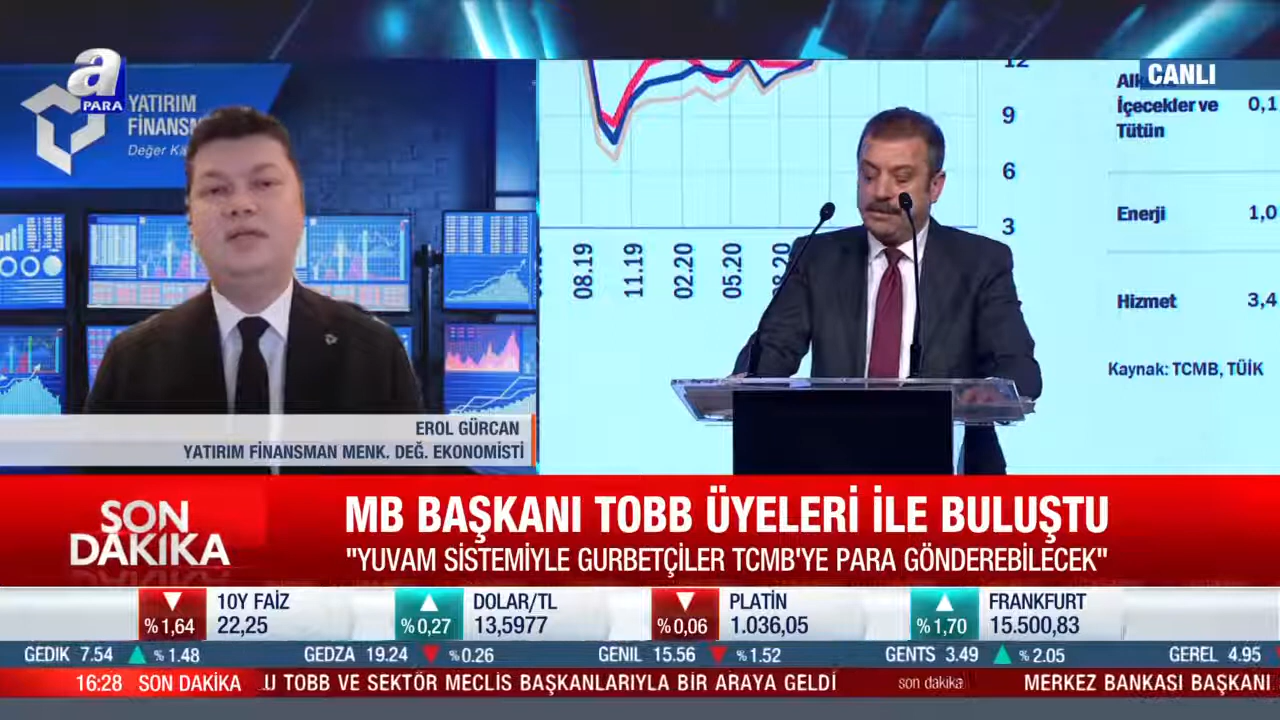 a
PARA
YATIRIM
FİNANSM
Değer Ka
CANLI
12
9
6
3
08.19
11.19
02.20
05.20
08.20
Alk
İçecekler ve
Tütün
0,1
Enerji
1,0
Hizmet
3,4
Kaynak: TCMB, TÜİK
EROL GÜRCAN
YATIRIM FİNANSMAN MENK. DEĞ. EKONOMİSTİ
SON
DAKİKA
MB BAŞKANI TOBB ÜYELERİ İLE BULUŞTU
"YUVAM SİSTEMİYLE GURBETÇİLER TCMB'YE PARA GÖNDEREBİLECEK"
%1,64 10Y FAİZ 22,25
%0,27 DOLAR/TL 13,5977
%0,06 PLATİN 1.036,05
%1,70 FRANKFURT 15.500,83
GEDIK 7.54 %1.48 GEDZA 19.24 %0.26 GENIL 15.56 %1.52 GENTS 3.49 %2.05 GEREL 4.95
16:28 SON DAKİKA LU TOBB VE SEKTÖR MECLİS BAŞKANLARIYLA BİR ARAYA GELDİ son dakika MERKEZ BANKASI BAŞKANI